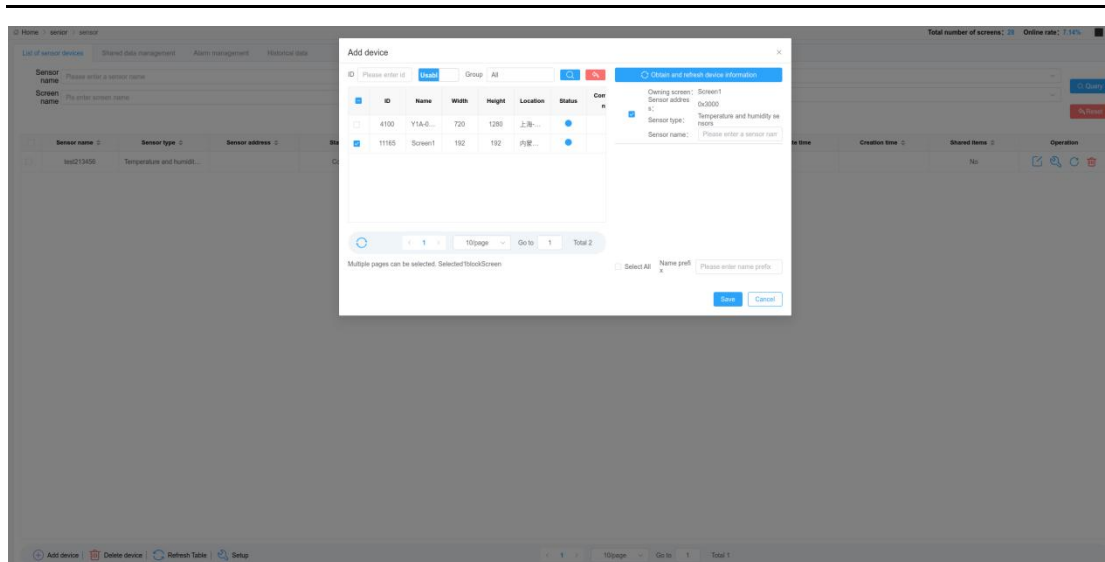 Home > senior > sensor
Total number of screens: 28 Online rate: 7.14%
List of sensor devices Shared data management Alarm management Historical data
Sensor name Please enter a sensor name
Screen name Pls enter screen name
Query
Reset
Sensor name Sensor type Sensor address Creation time Shared items Operation
test213456 Temperature and humidit... No
Add device ×
ID Please enter id Usabl Group All
ID Name Width Height Location Status
4100 Y1A-0... 720 1280 上海-...
11165 Screen1 192 192 内蒙...
1 10/page Go to 1 Total 2
Multiple pages can be selected. Selected1blockScreen
Obtain and refresh device information
Owning screen: Screen1
Sensor address: 0x3000
Sensor type: Temperature and humidity sensors
Sensor name: Please enter a sensor nam
Select All Name prefix Please enter name prefix
Save Cancel
Add device | Delete device | Refresh Table | Setup
1 10/page Go to 1 Total 1